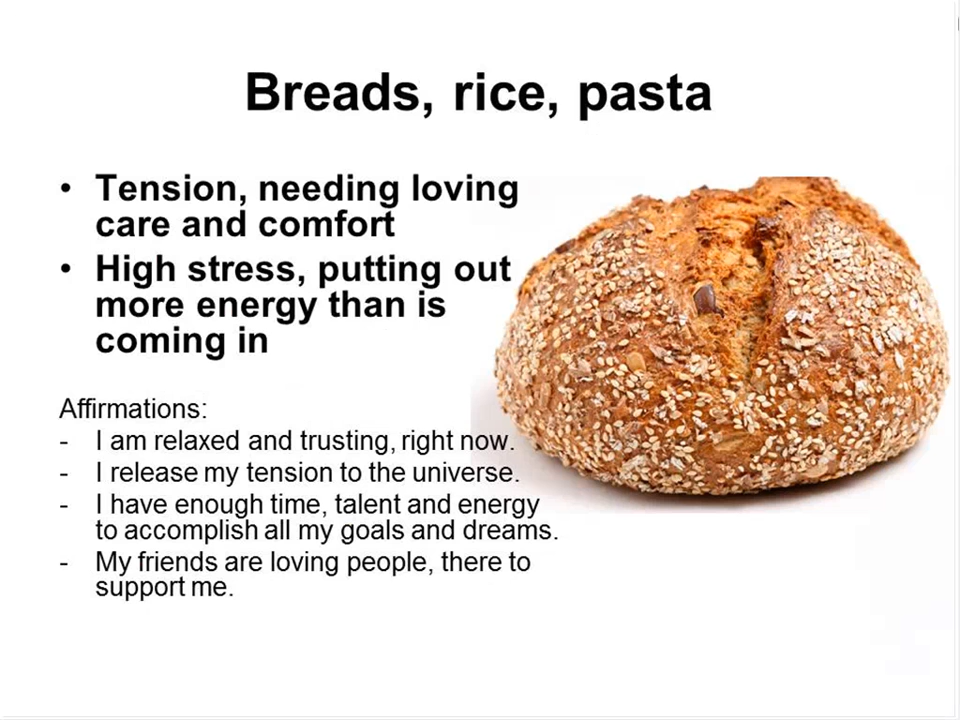 Breads, rice, pasta
• Tension, needing loving
care and comfort
• High stress, putting out
more energy than is
coming in
Affirmations:
- I am relaxed and trusting, right now.
- I release my tension to the universe.
- I have enough time, talent and energy
to accomplish all my goals and dreams.
- My friends are loving people, there to
support me.